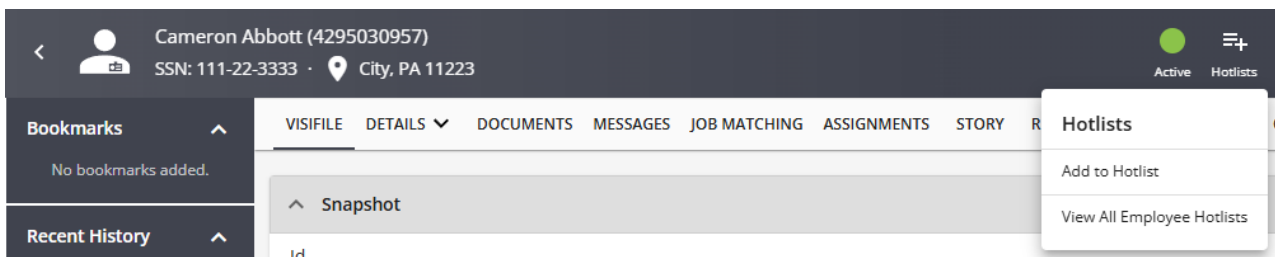 Cameron Abbott (4295030957)
SSN: 111-22-3333 · City, PA 11223
Active Hotlists
Bookmarks
No bookmarks added.
Recent History
VISIFILE DETAILS DOCUMENTS MESSAGES JOB MATCHING ASSIGNMENTS STORY R
Snapshot
Id
Hotlists
Add to Hotlist
View All Employee Hotlists